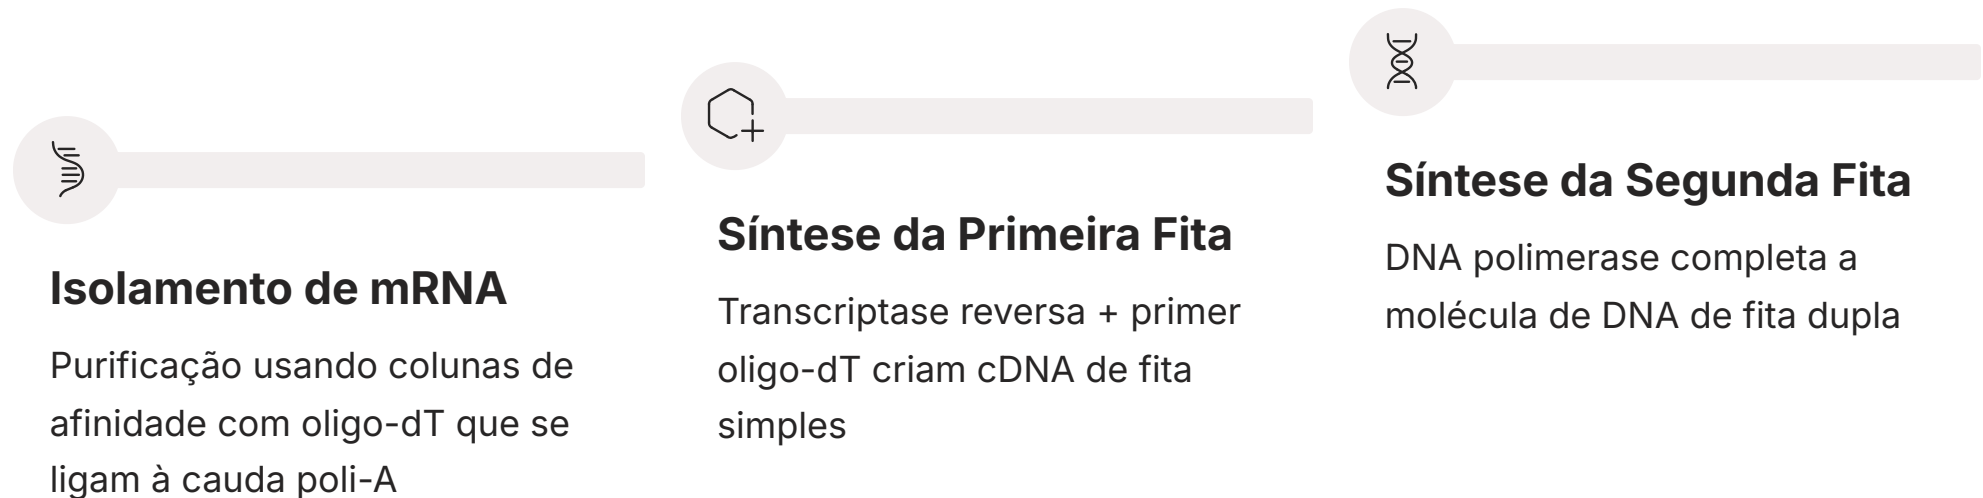 Isolamento de mRNA
Purificação usando colunas de
afinidade com oligo-dT que se
ligam à cauda poli-A
Síntese da Primeira Fita
Transcriptase reversa + primer
oligo-dT criam cDNA de fita
simples
Síntese da Segunda Fita
DNA polimerase completa a
molécula de DNA de fita dupla